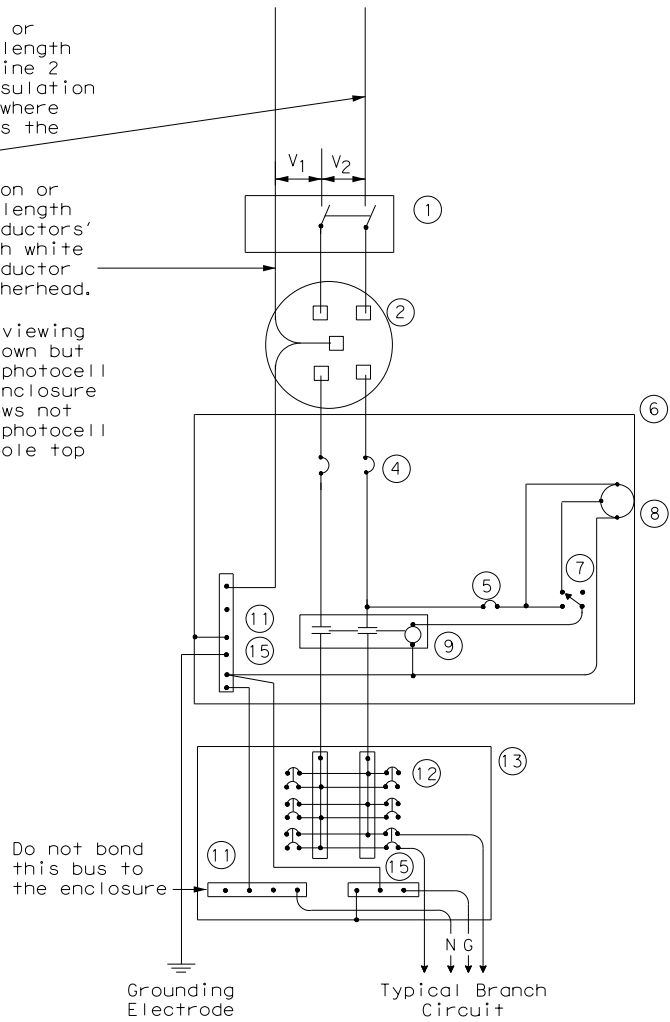 or
length
ine 2
sulation
where
s the
on or
length
ductors'
h white
ductor
herhead.
viewing
own but
photocell
nclosure
ws not
photocell
ole top
V1 V2
1
2
6
4
8
7
5
11
15
9
13
12
Do not bond
this bus to
the enclosure
11
15
N G
Grounding
Electrode
Typical Branch
Circuit